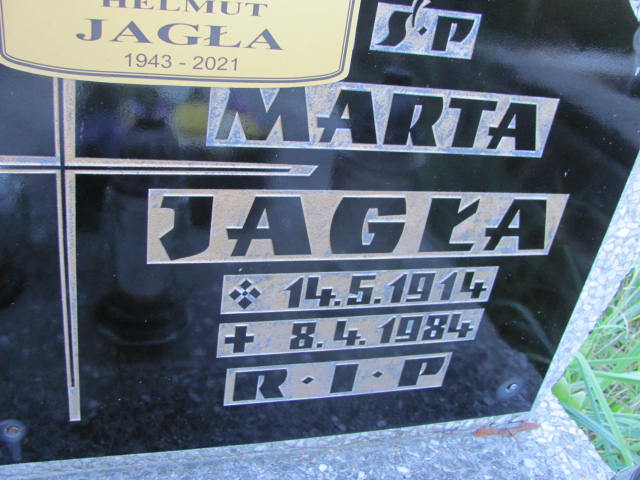 HELMUT
JAGŁA
1943 - 2021
Ś·P
MARTA
JAGŁA
14.5.1914
8.4.1984
R·I·P